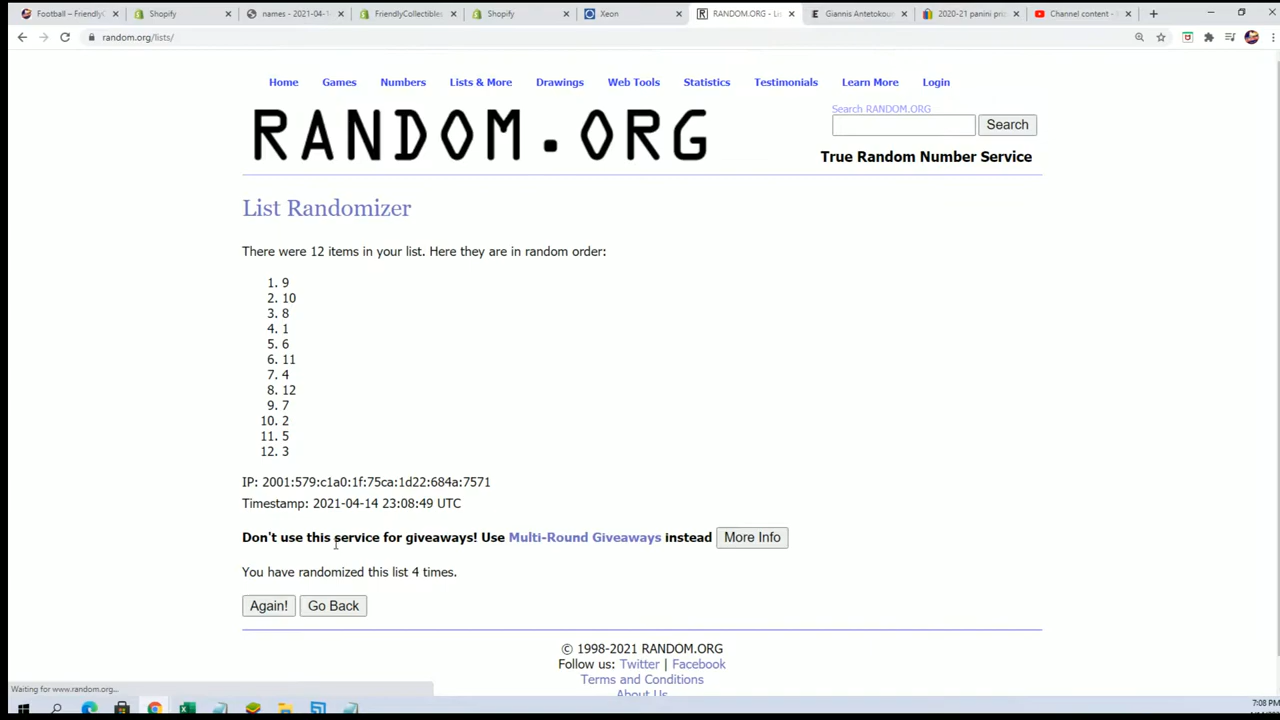 Football – FriendlyC
Shopify
names - 2021-04-14
FriendlyCollectibles
Shopify
Xeon
RANDOM.ORG - Li
Giannis Antetokou
2020-21 panini pri
Channel content - Y
random.org/lists/
Home Games Numbers Lists & More Drawings Web Tools Statistics Testimonials Learn More Login
RANDOM.ORG
Search RANDOM.ORG
Search
True Random Number Service
List Randomizer
There were 12 items in your list. Here they are in random order:
1. 9
2. 10
3. 8
4. 1
5. 6
6. 11
7. 4
8. 12
9. 7
10. 2
11. 5
12. 3
IP: 2001:579:c1a0:1f:75ca:1d22:684a:7571
Timestamp: 2021-04-14 23:08:49 UTC
Don't use this service for giveaways! Use Multi-Round Giveaways instead More Info
You have randomized this list 4 times.
Again! Go Back
© 1998-2021 RANDOM.ORG
Follow us: Twitter | Facebook
Terms and Conditions
About Us
Waiting for www.random.org...
7:08 PM